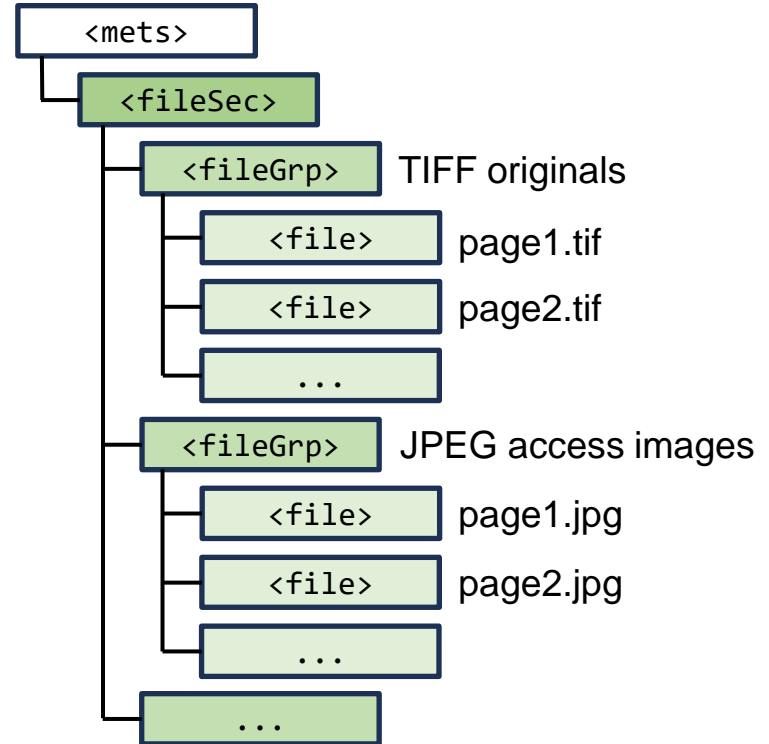 <mets>
<fileSec>
<fileGrp> TIFF originals
<file> page1.tif
<file> page2.tif
...
<fileGrp> JPEG access images
<file> page1.jpg
<file> page2.jpg
...
...